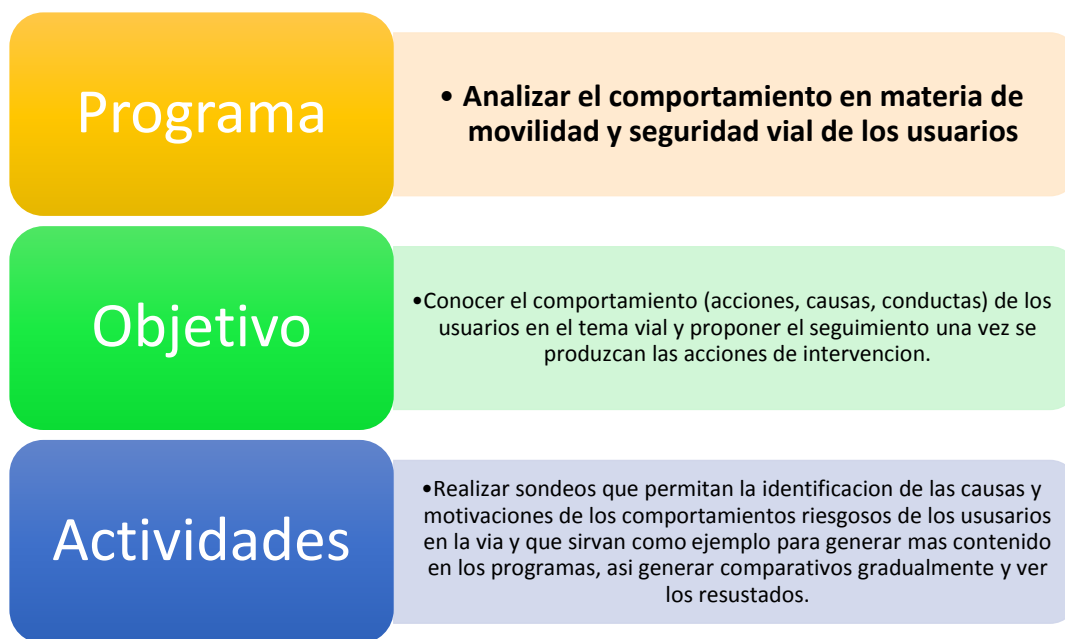 Programa
• Analizar el comportamiento en materia de
movilidad y seguridad vial de los usuarios
Objetivo
•Conocer el comportamiento (acciones, causas, conductas) de los
usuarios en el tema vial y proponer el seguimiento una vez se
produzcan las acciones de intervencion.
Actividades
•Realizar sondeos que permitan la identificacion de las causas y
motivaciones de los comportamientos riesgosos de los ususarios
en la via y que sirvan como ejemplo para generar mas contenido
en los programas, asi generar comparativos gradualmente y ver
los resustados.